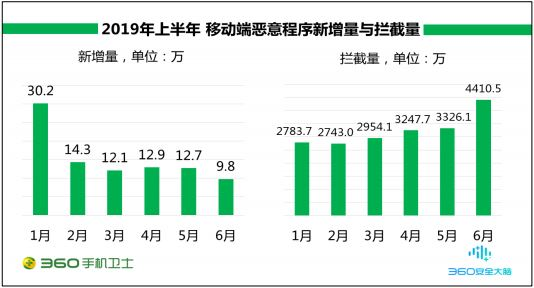 2019年上半年 移动端恶意程序新增量与拦截量
新增量，单位：万
30.2
14.3
12.1
12.9
12.7
9.8
1月
2月
3月
4月
5月
6月
拦截量，单位：万
2783.7
2743.0
2954.1
3247.7
3326.1
4410.5
1月
2月
3月
4月
5月
6月
360手机卫士
360安全大脑